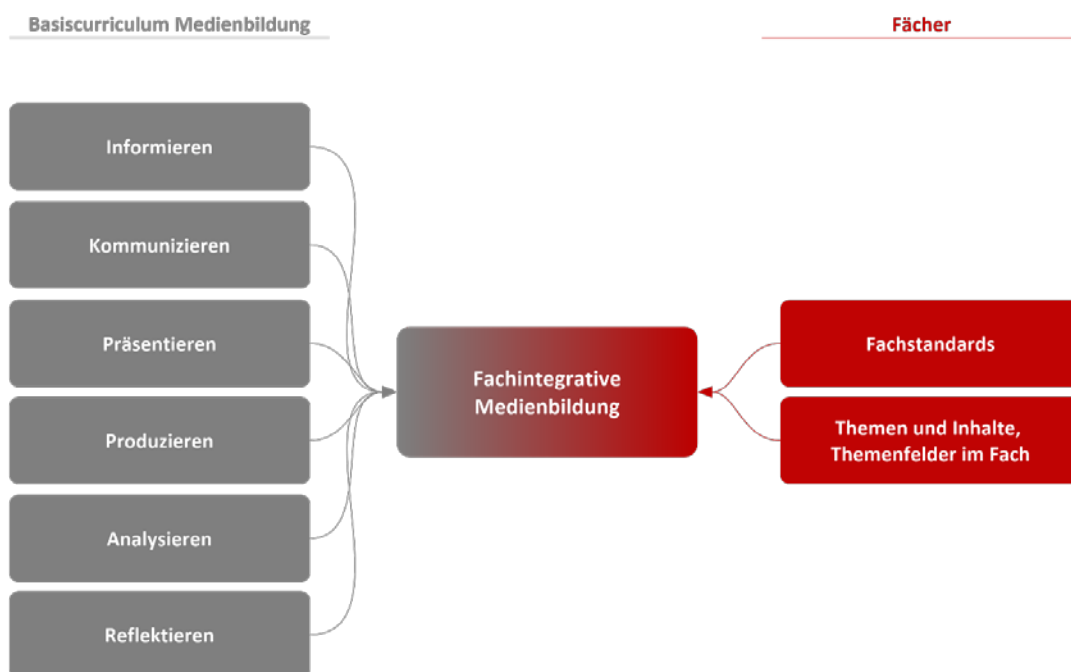 Basiscurriculum Medienbildung
Fächer
Informieren
Kommunizieren
Präsentieren
Produzieren
Analysieren
Reflektieren
Fachintegrative
Medienbildung
Fachstandards
Themen und Inhalte,
Themenfelder im Fach